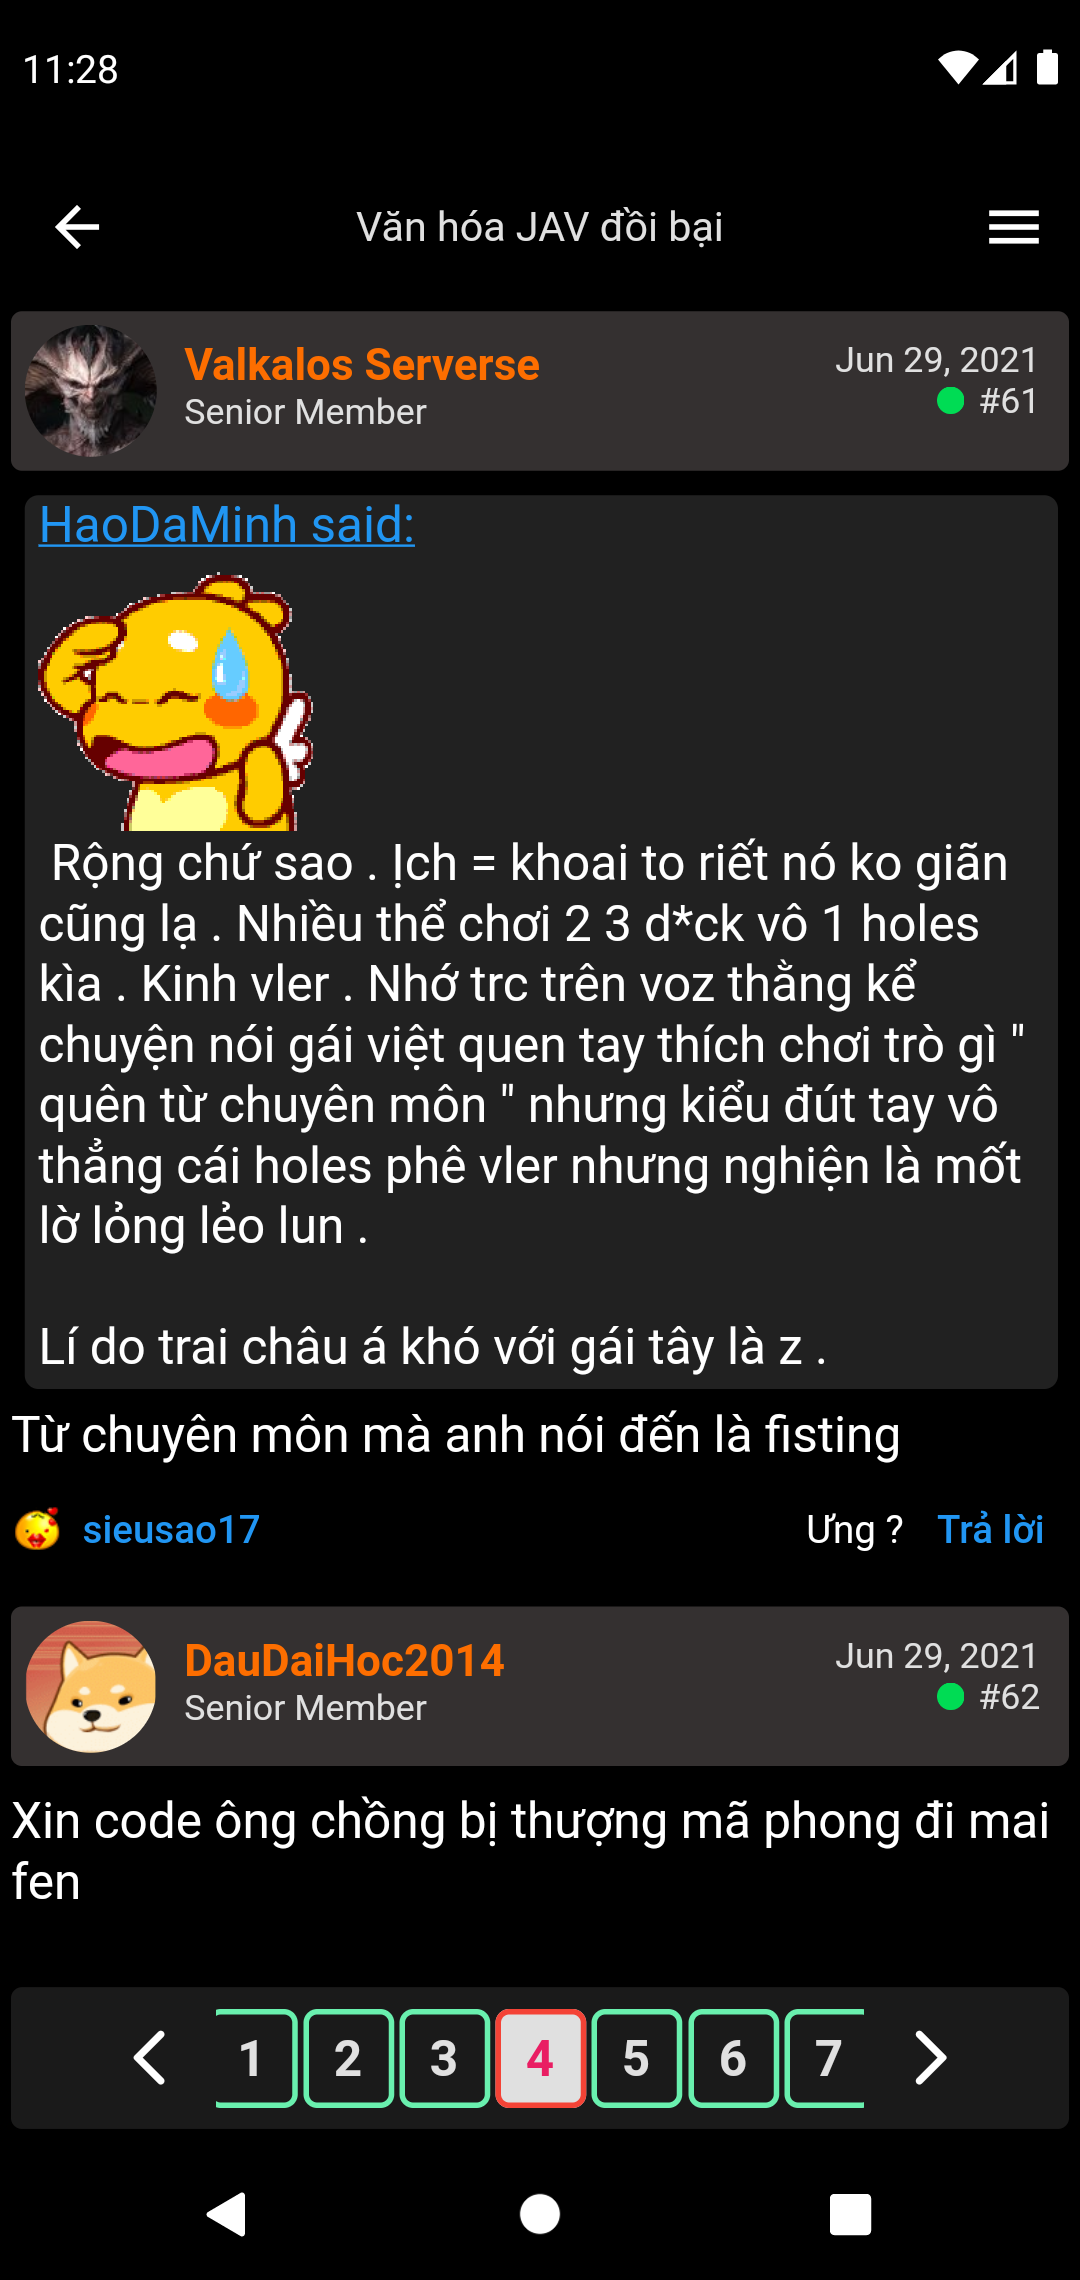 11:28
Văn hóa JAV đồi bại
Valkalos Serverse
Senior Member
Jun 29, 2021
#61
HaoDaMinh said:
Rộng chứ sao . Ịch = khoai to riết nó ko giãn
cũng lạ . Nhiều thể chơi 2 3 d*ck vô 1 holes
kìa . Kinh vler . Nhớ trc trên voz thằng kể
chuyện nói gái việt quen tay thích chơi trò gì "
quên từ chuyên môn " nhưng kiểu đút tay vô
thẳng cái holes phê vler nhưng nghiện là mốt
lờ lỏng lẻo lun .
Lí do trai châu á khó với gái tây là z .
Từ chuyên môn mà anh nói đến là fisting
sieusao17
Ưng ? Trả lời
DauDaiHoc2014
Senior Member
Jun 29, 2021
#62
Xin code ông chồng bị thượng mã phong đi mai
fen
1 2 3 4 5 6 7